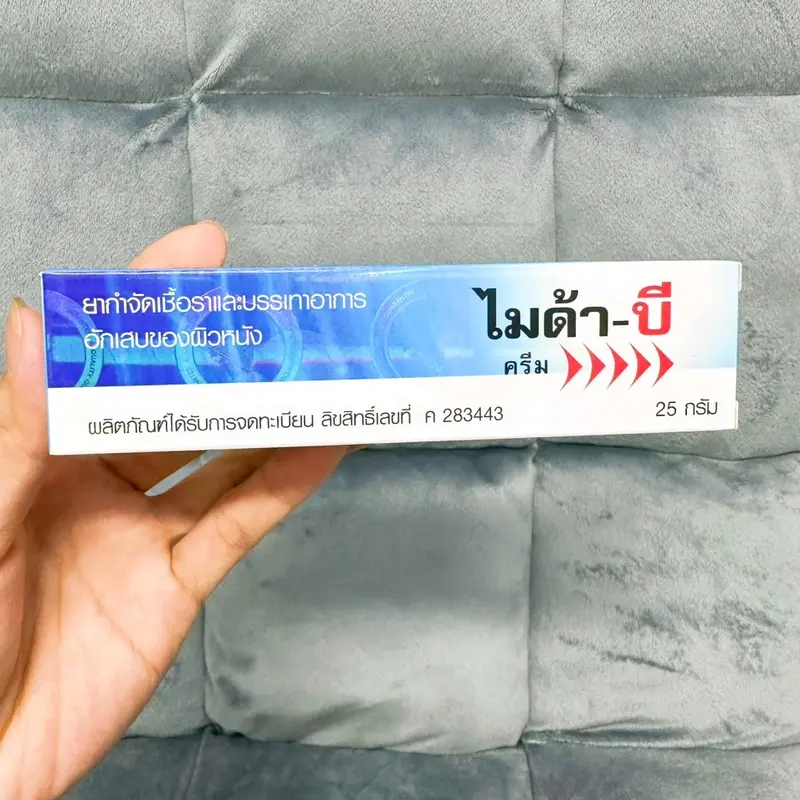 ยากำจัดเชื้อราและบรรเทาอาการ
อักเสบของผิวหนัง
ไมด้า-บี
ครีม
ผลิตภัณฑ์ได้รับการจดทะเบียน ลิขสิทธิ์เลขที่ ค 283443
25 กรัม